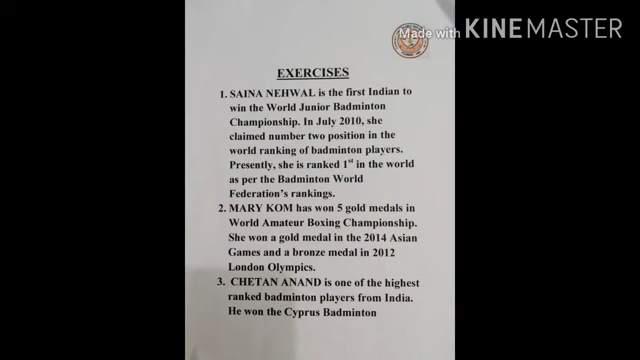 Made with KINEMASTER
EXERCISES
1. SAINA NEHWAL is the first Indian to
win the World Junior Badminton
Championship. In July 2010, she
claimed number two position in the
world ranking of badminton players.
Presently, she is ranked 1st in the world
as per the Badminton World
Federation's rankings.
2. MARY KOM has won 5 gold medals in
World Amateur Boxing Championship.
She won a gold medal in the 2014 Asian
Games and a bronze medal in 2012
London Olympics.
3. CHETAN ANAND is one of the highest
ranked badminton players from India.
He won the Cyprus Badminton